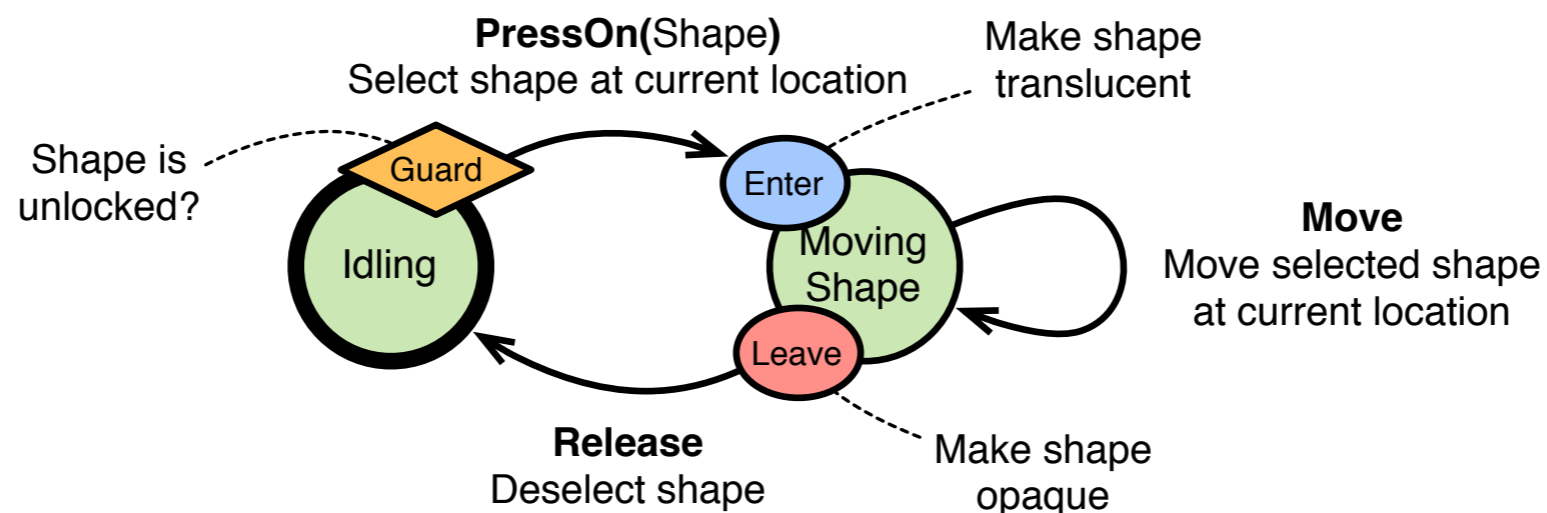 PressOn(Shape)
Select shape at current location
Make shape
translucent
Shape is
unlocked?
Guard
Enter
Idling
Moving
Shape
Move
Move selected shape
at current location
Leave
Release
Deselect shape
Make shape
opaque